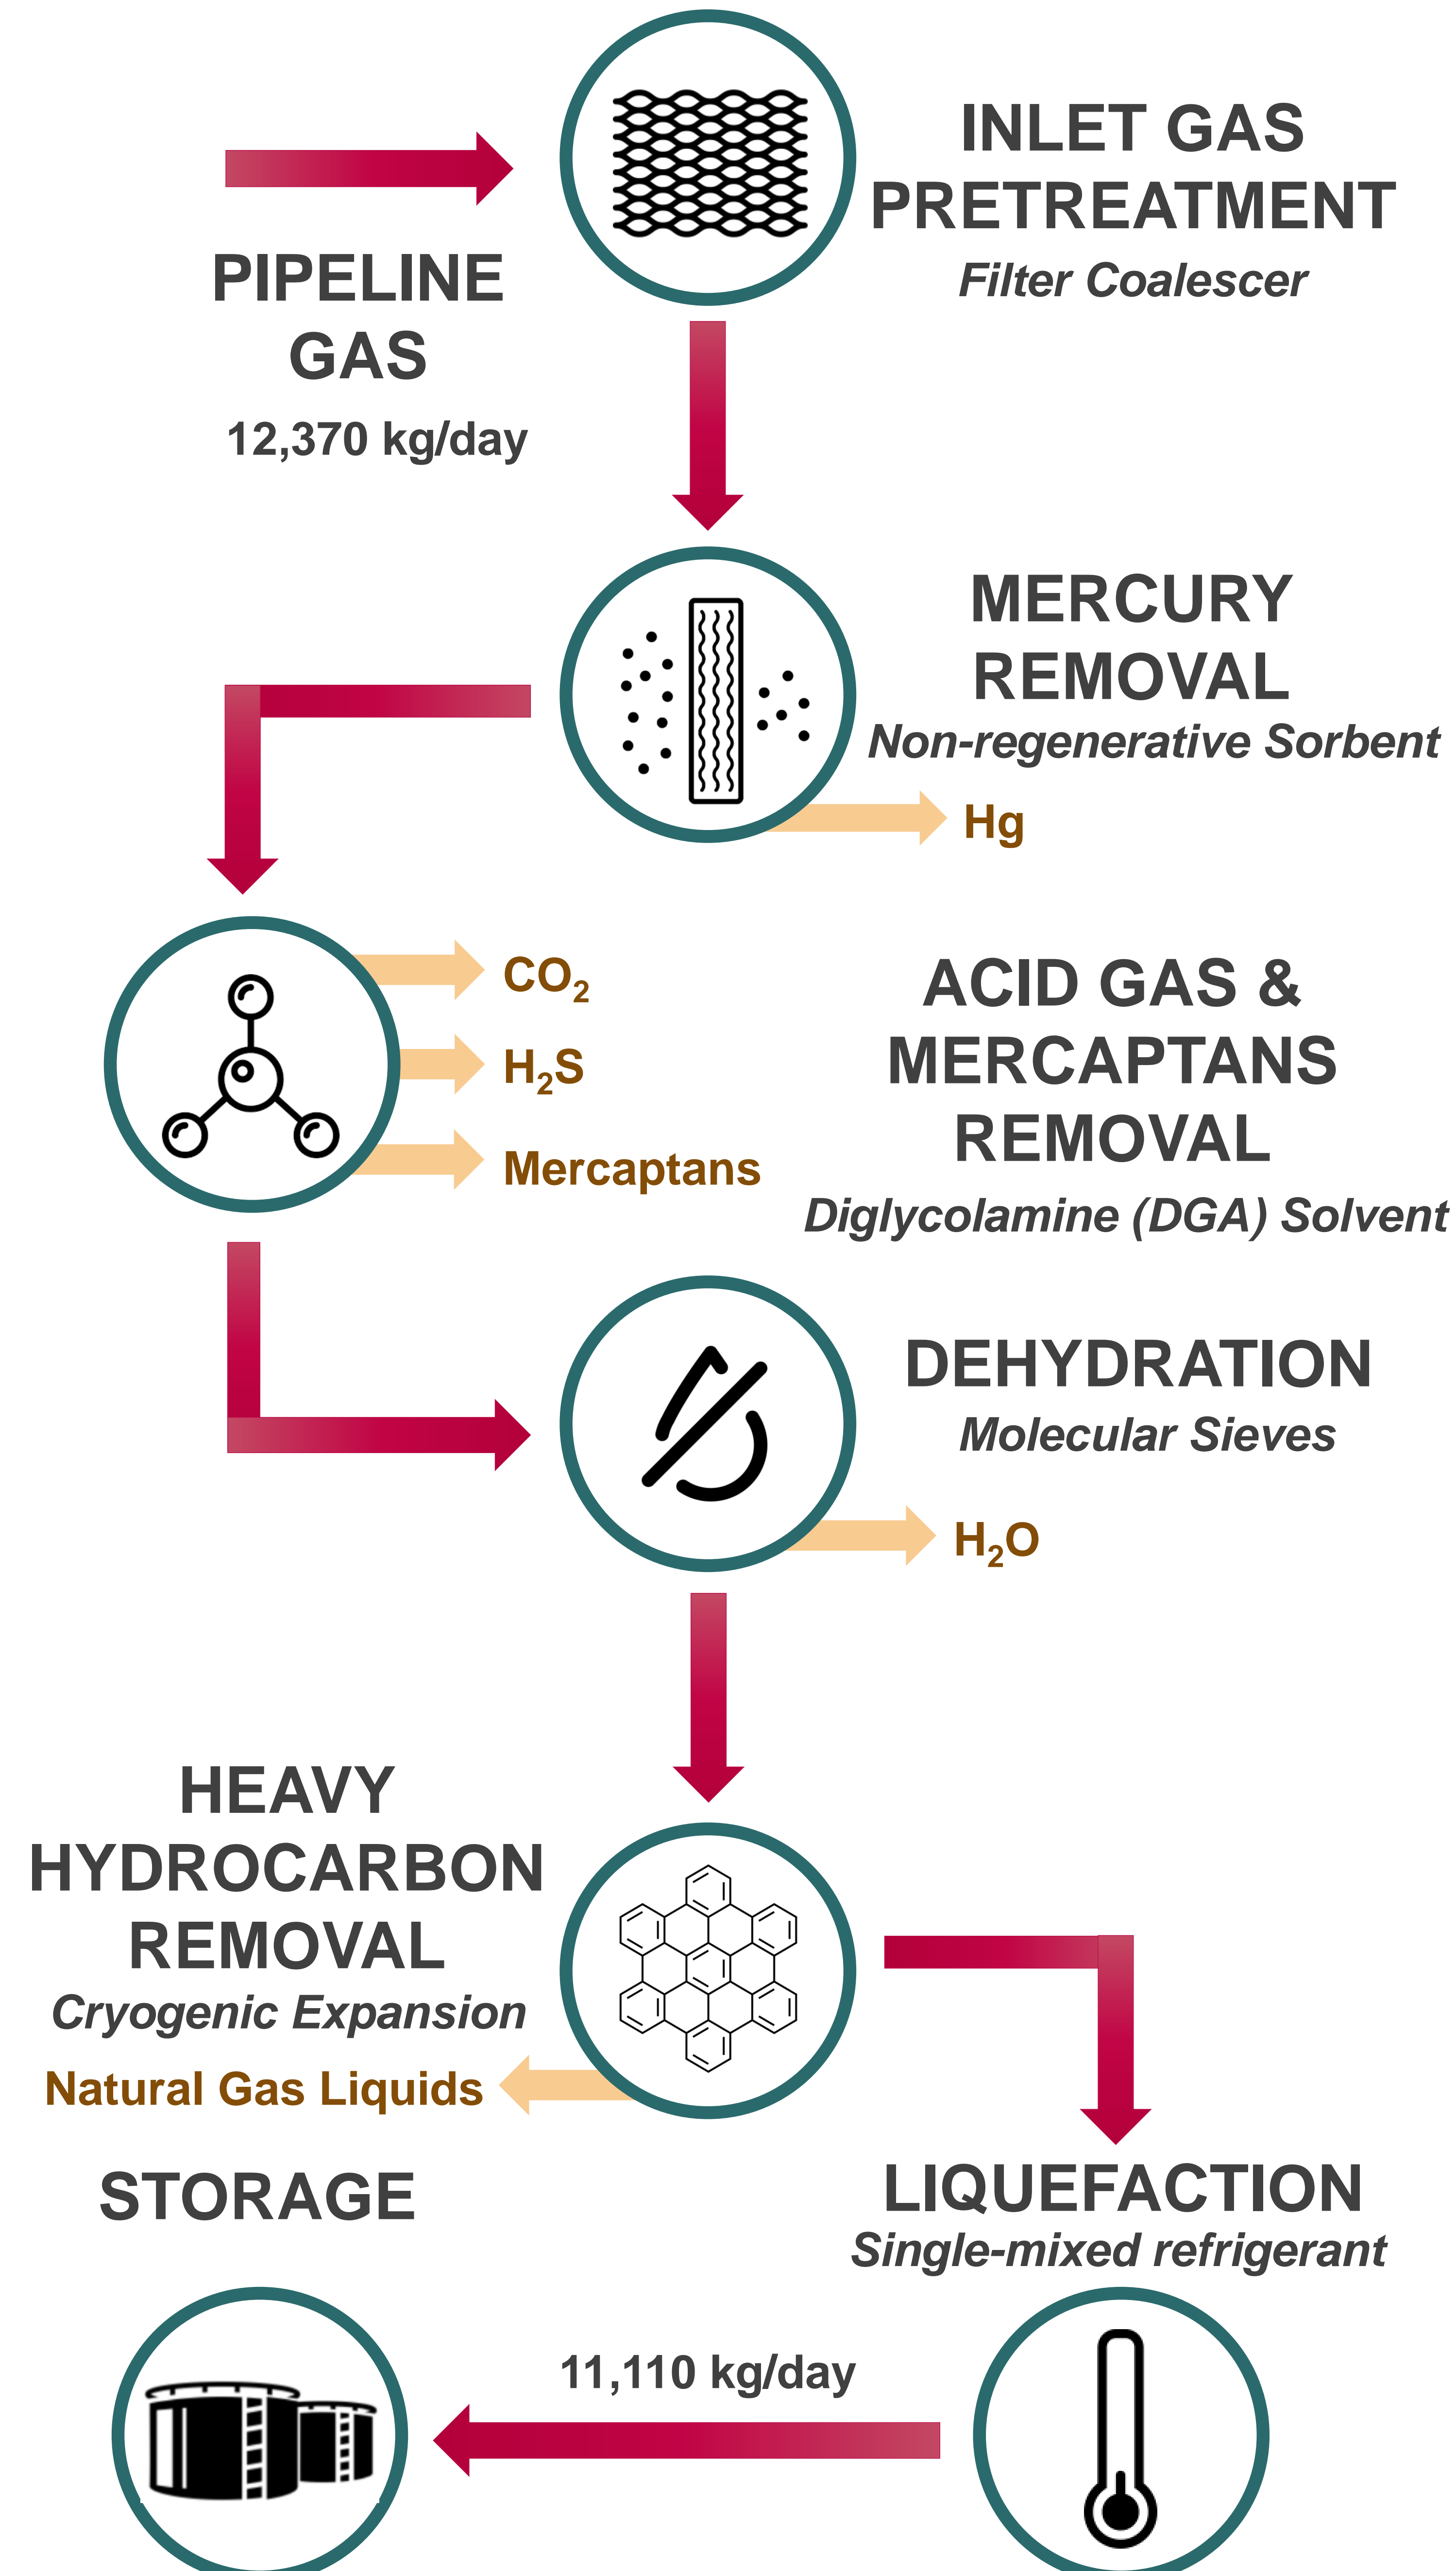 INLET GAS
PRETREATMENT
Filter Coalescer
PIPELINE
GAS
12,370 kg/day
MERCURY
REMOVAL
Non-regenerative Sorbent
Hg
CO₂
H₂S
Mercaptans
ACID GAS &
MERCAPTANS
REMOVAL
Diglycolamine (DGA) Solvent
DEHYDRATION
Molecular Sieves
H₂O
HEAVY
HYDROCARBON
REMOVAL
Cryogenic Expansion
Natural Gas Liquids
LIQUEFACTION
Single-mixed refrigerant
11,110 kg/day
STORAGE